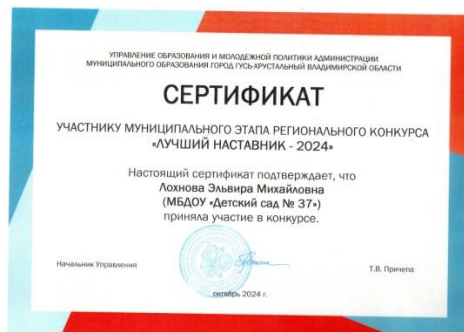 УПРАВЛЕНИЕ ОБРАЗОВАНИЯ И МОЛОДЕЖНОЙ ПОЛИТИКИ АДМИНИСТРАЦИИ
МУНИЦИПАЛЬНОГО ОБРАЗОВАНИЯ ГОРОД ГУСЬ-ХРУСТАЛЬНЫЙ ВЛАДИМИРСКОЙ ОБЛАСТИ
СЕРТИФИКАТ
УЧАСТНИКУ МУНИЦИПАЛЬНОГО ЭТАПА РЕГИОНАЛЬНОГО КОНКУРСА
«ЛУЧШИЙ НАСТАВНИК - 2024»
Настоящий сертификат подтверждает, что
Лохнова Эльвира Михайловна
(МБДОУ «Детский сад № 37»)
приняла участие в конкурсе.
Начальник Управления
Т.В. Причепа
октябрь 2024 г.